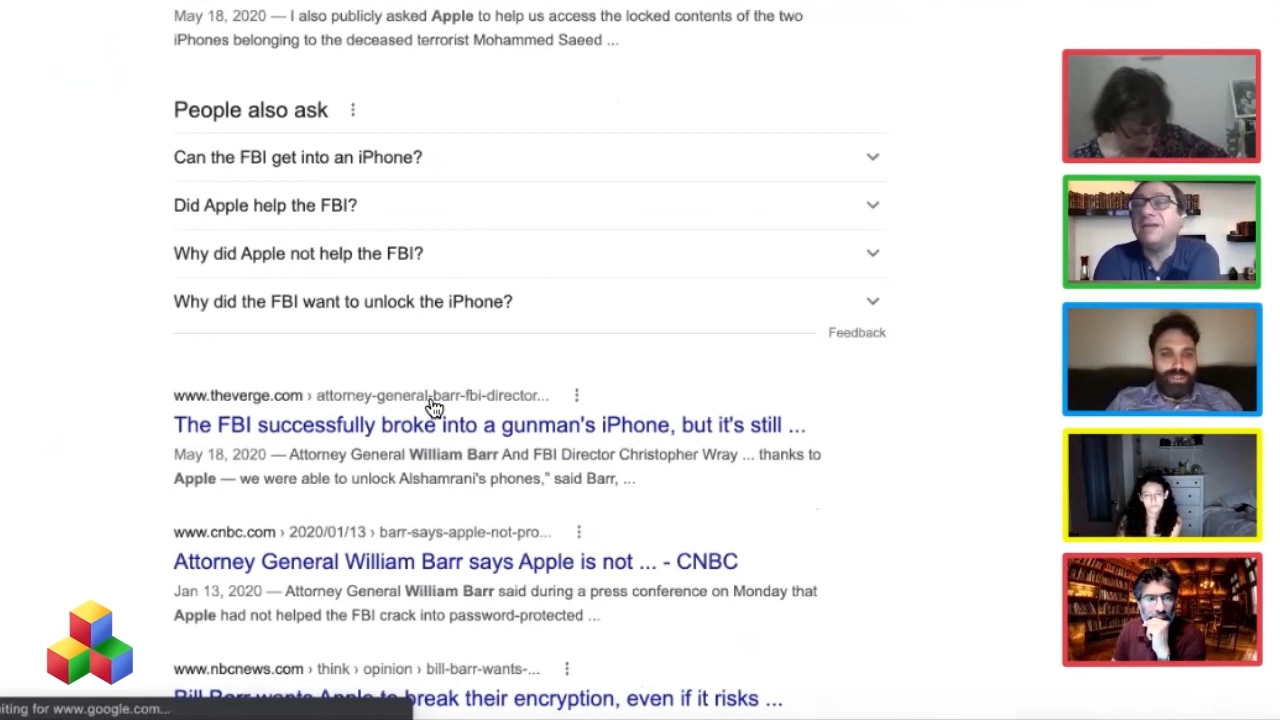 May 18, 2020 — I also publicly asked Apple to help us access the locked contents of the two
iPhones belonging to the deceased terrorist Mohammed Saeed ...
People also ask
Can the FBI get into an iPhone?
Did Apple help the FBI?
Why did Apple not help the FBI?
Why did the FBI want to unlock the iPhone?
Feedback
www.theverge.com › attorney-general-barr-fbi-director...
The FBI successfully broke into a gunman's iPhone, but it's still ...
May 18, 2020 — Attorney General William Barr And FBI Director Christopher Wray ... thanks to
Apple — we were able to unlock Alshamrani's phones,” said Barr, ...
www.cnbc.com › 2020/01/13 › barr-says-apple-not-pro...
Attorney General William Barr says Apple is not ... - CNBC
Jan 13, 2020 — Attorney General William Barr said during a press conference on Monday that
Apple had not helped the FBI crack into password-protected ...
www.nbcnews.com › think › opinion › bill-barr-wants-...
Bill Barr wants Apple to break their encryption, even if it risks ...
iting for www.google.com...